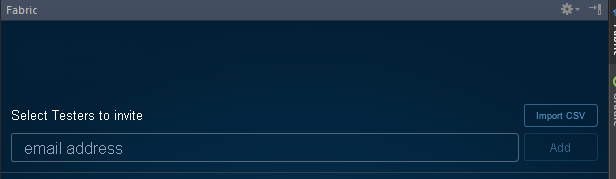 Fabric
Select Testers to invite
Import CSV
email address
Add